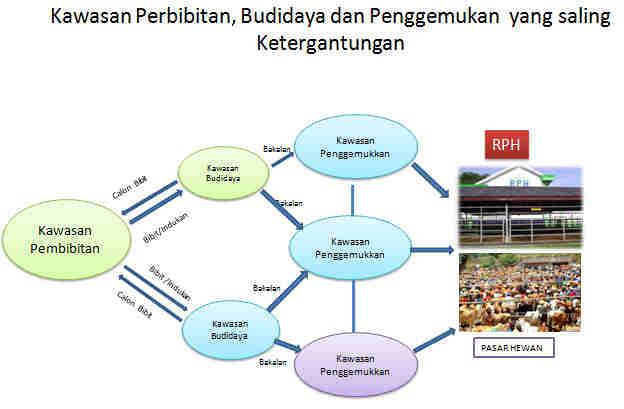 Kawasan Perbibitan, Budidaya dan Penggemukan yang saling
Ketergantungan
Kawasan
Penggemukkan
RPH
Bakalan
Kawasan
Budidaya
Calon Bibit
Bakalan
RPH
Kawasan
Pembibitan
Bibit/Indukan
Kawasan
Penggemukkan
Bibit /Indukan
Calon Bibit
Bakalan
Kawasan
Budidaya
PASAR HEWAN
Bakalan
Kawasan
Penggemukkan